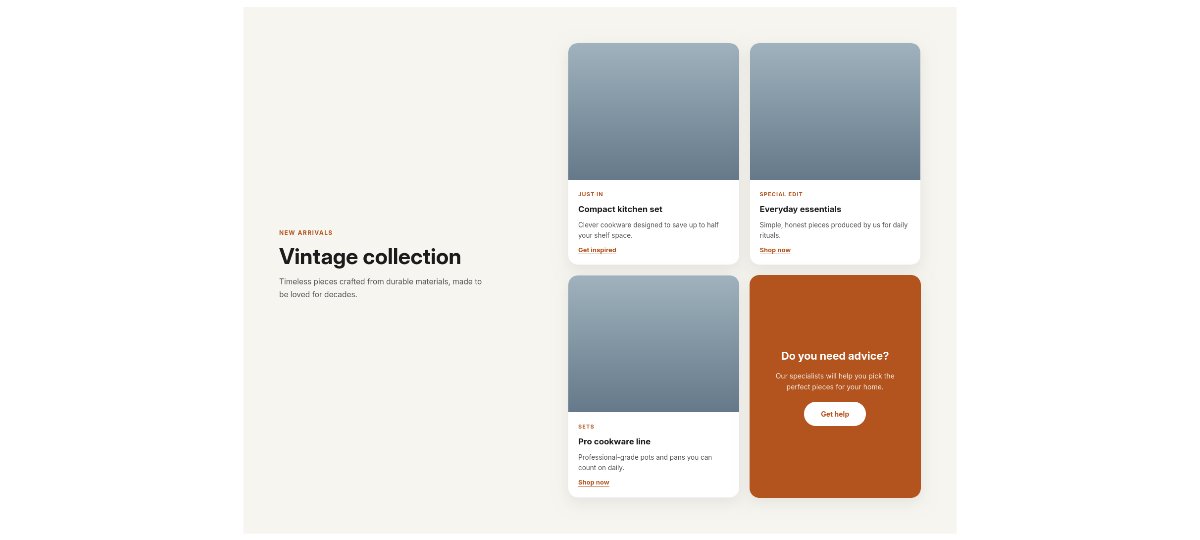 NEW ARRIVALS
Vintage collection
Timeless pieces crafted from durable materials, made to
be loved for decades.
JUST IN
Compact kitchen set
Clever cookware designed to save up to half
your shelf space.
Get inspired
SPECIAL EDIT
Everyday essentials
Simple, honest pieces produced by us for daily
rituals.
Shop now
SETS
Pro cookware line
Professional-grade pots and pans you can
count on daily.
Shop now
Do you need advice?
Our specialists will help you pick the
perfect pieces for your home.
Get help